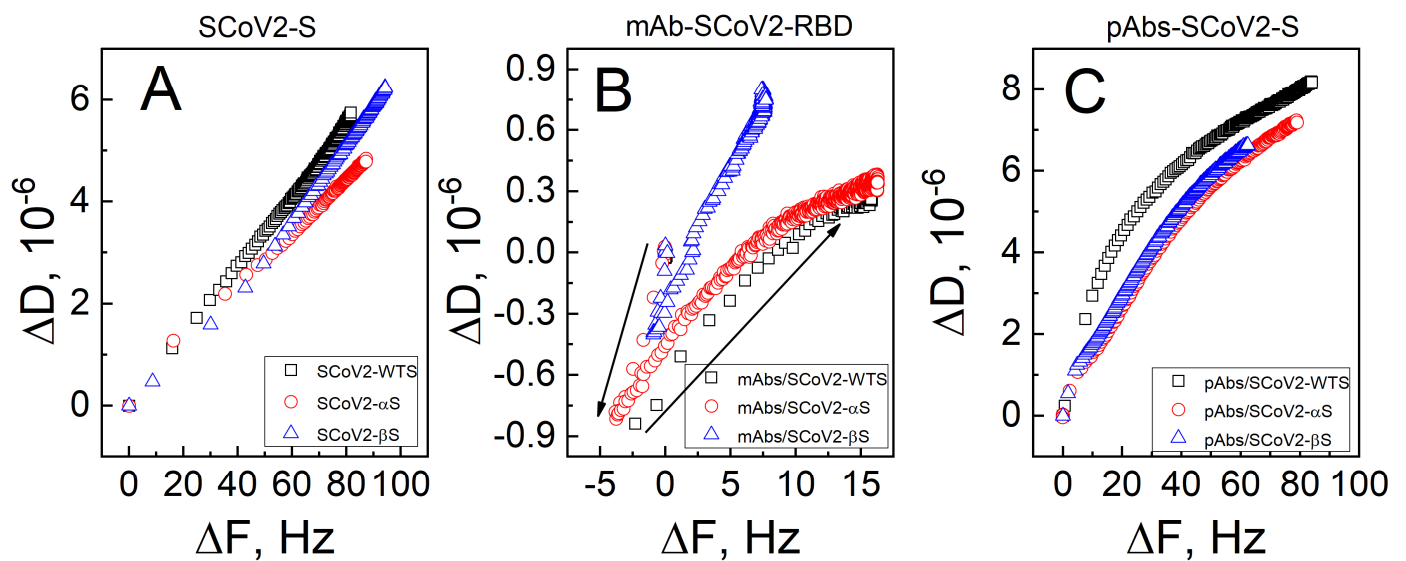 SCoV2-S
A
6
4
2
0
ΔD, 10-6
SCoV2-WTS
SCoV2-αS
SCoV2-βS
0 20 40 60 80 100
ΔF, Hz
mAb-SCoV2-RBD
B
0.9
0.6
0.3
0.0
-0.3
-0.6
-0.9
ΔD, 10-6
mAbs/SCoV2-WTS
mAbs/SCoV2-αS
mAbs/SCoV2-βS
-5 0 5 10 15
ΔF, Hz
pAbs-SCoV2-S
C
8
6
4
2
0
ΔD, 10-6
pAbs/SCoV2-WTS
pAbs/SCoV2-αS
pAbs/SCoV2-βS
0 20 40 60 80 100
ΔF, Hz